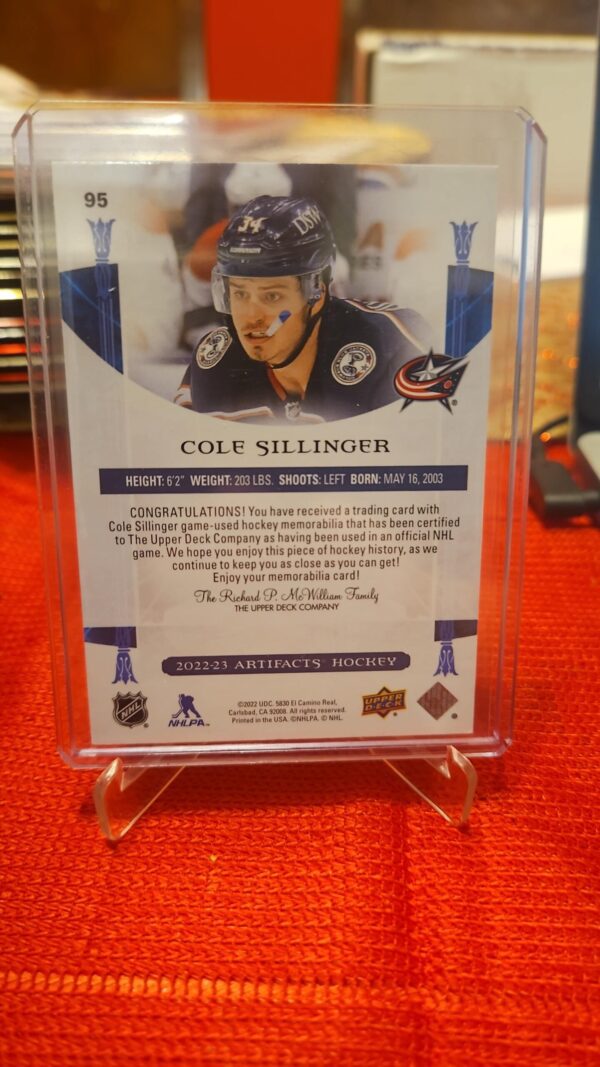 95
34
DSW
COLE SILLINGER
HEIGHT: 6'2" WEIGHT: 203 LBS. SHOOTS: LEFT BORN: MAY 16, 2003
CONGRATULATIONS! You have received a trading card with
Cole Sillinger game-used hockey memorabilia that has been certified
to The Upper Deck Company as having been used in an official NHL
game. We hope you enjoy this piece of hockey history, as we
continue to keep you as close as you can get!
Enjoy your memorabilia card!
The Richard P. McWilliam Family
THE UPPER DECK COMPANY
2022-23 ARTIFACTS HOCKEY
NHL
NHLPA
©2022 UDC. 5830 El Camino Real,
Carlsbad, CA 92008. All rights reserved.
Printed in the USA. ©NHLPA. © NHL.
UPPER
DECK